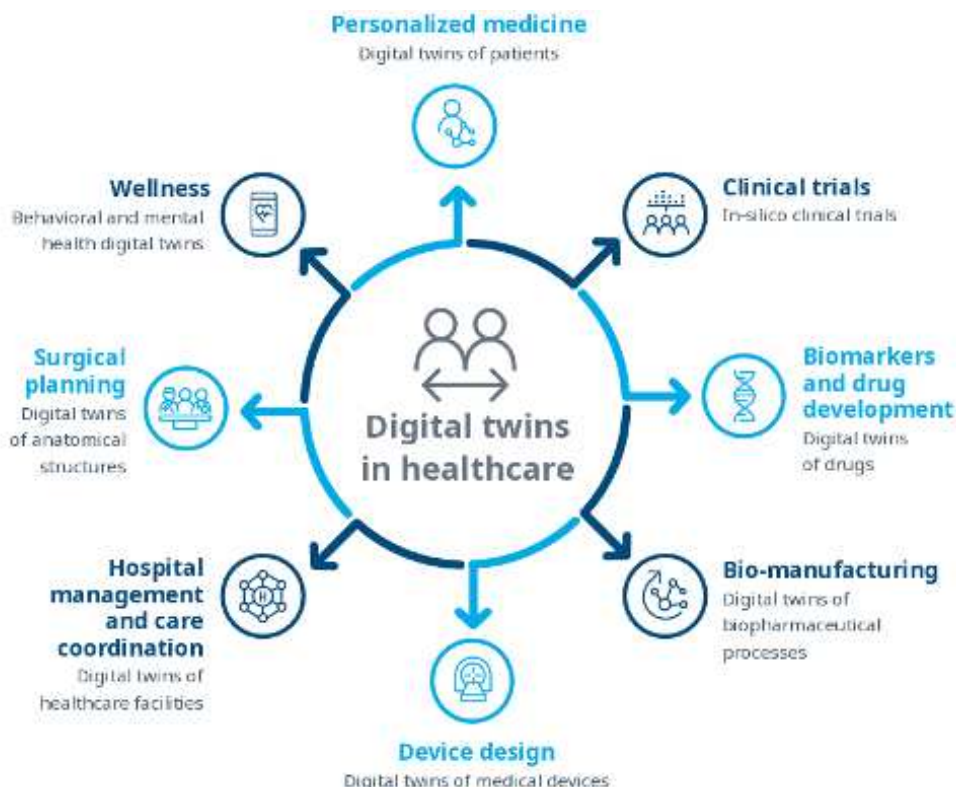 Personalized medicine
Digital twins of patients
Clinical trials
In-silico clinical trials
Biomarkers
and drug
development
Digital twins
of drugs
Bio-manufacturing
Digital twins of
biopharmaceutical
processes
Device design
Digital twins of medical devices
Hospital
management
and care
coordination
Digital twins of
healthcare facilities
H
Surgical
planning
Digital twins
of anatomical
structures
Wellness
Behavioral and mental
health digital twins
Digital twins
in healthcare